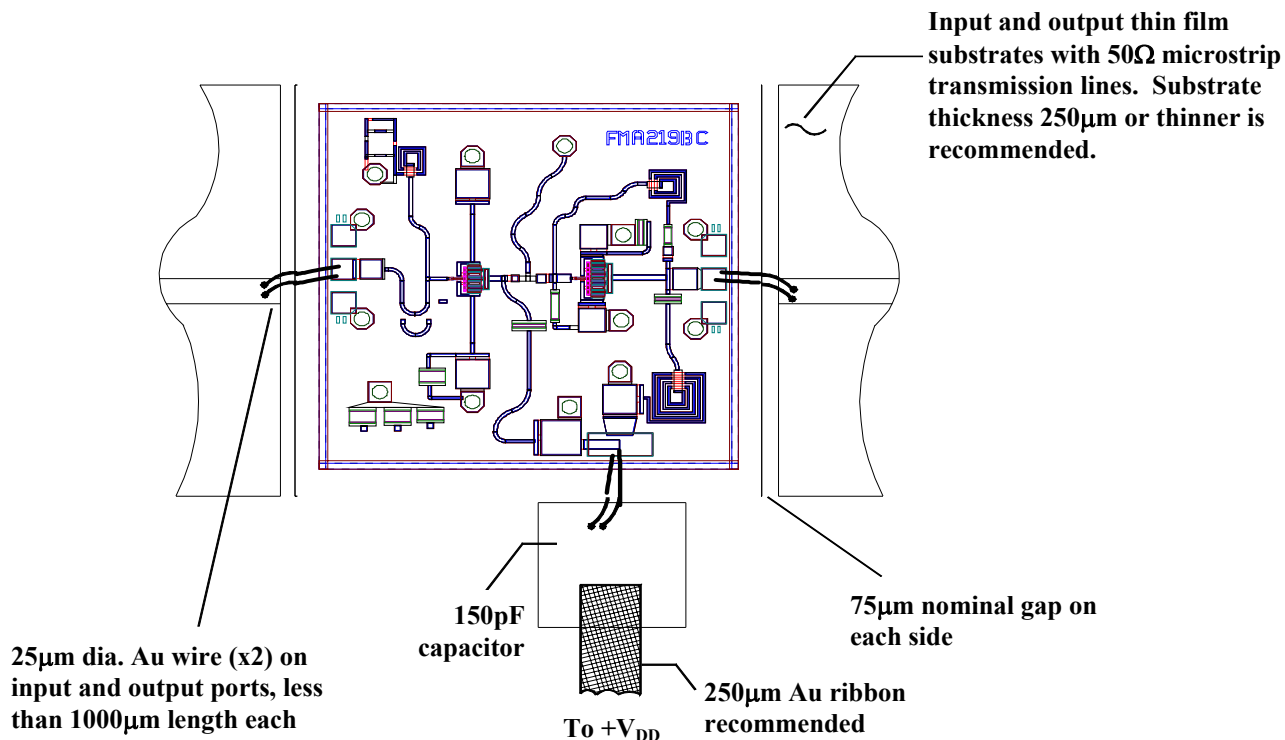 Input and output thin film
substrates with 50Ω microstrip
transmission lines. Substrate
thickness 250μm or thinner is
recommended.
FMA219BC
150pF
capacitor
75μm nominal gap on
each side
25μm dia. Au wire (x2) on
input and output ports, less
than 1000μm length each
250μm Au ribbon
recommended
To +V_DD